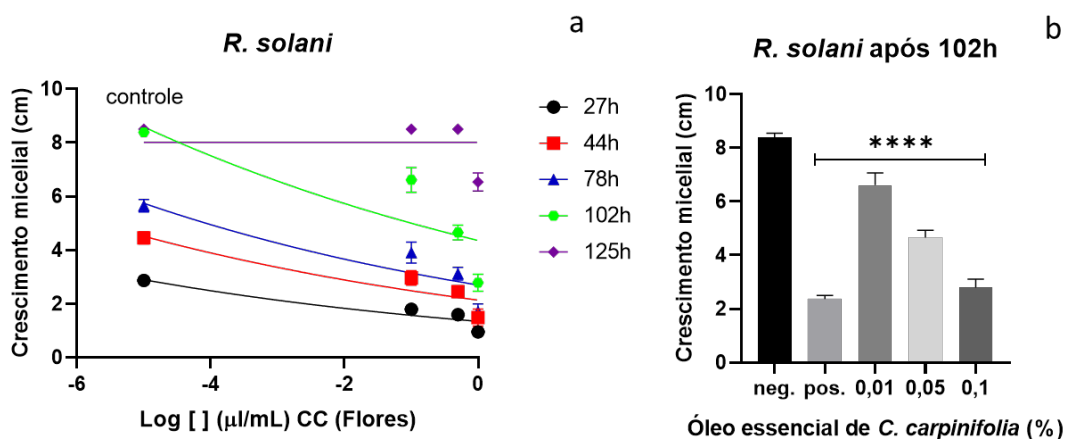 a
R. solani
controle
Crescimento micelial (cm)
10
8
6
4
2
0
-6
-4
-2
0
Log [ ] (µl/mL) CC (Flores)
27h
44h
78h
102h
125h
b
R. solani após 102h
Crescimento micelial (cm)
10
8
6
4
2
0
****
neg. pos. 0,01 0,05 0,1
Óleo essencial de C. carpinifolia (%)